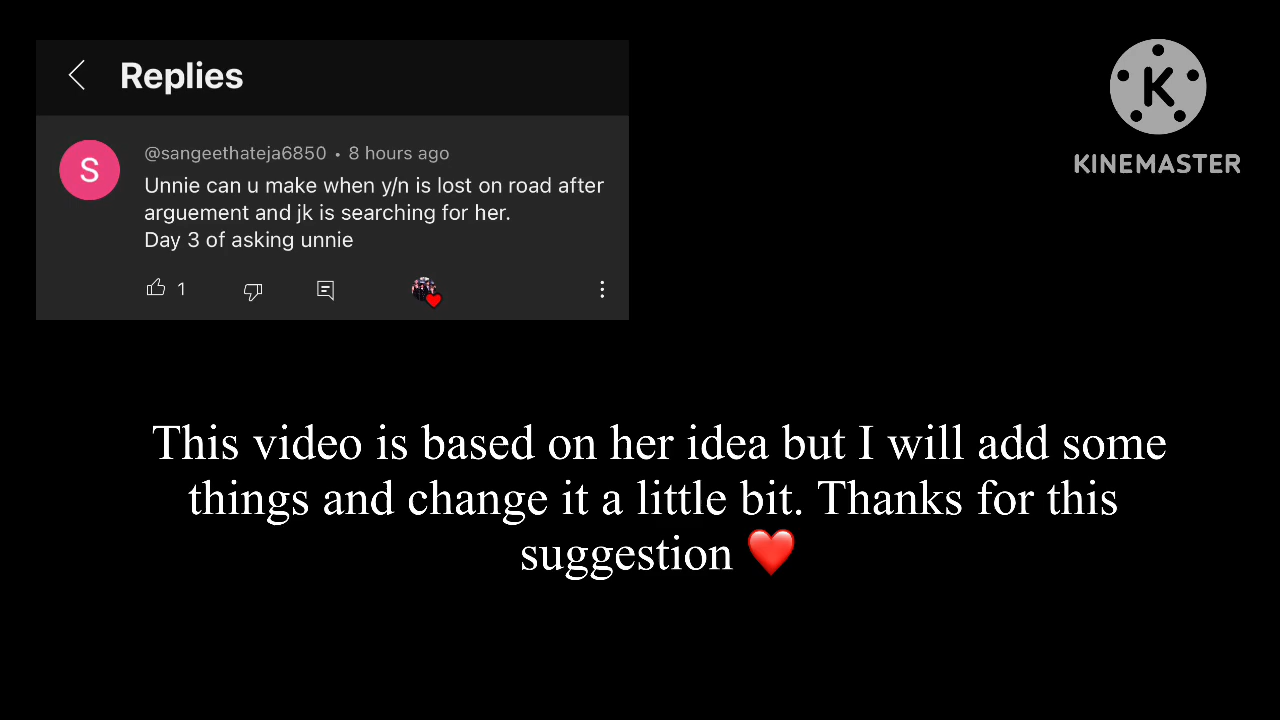 Replies
@sangeethateja6850 • 8 hours ago
Unnie can u make when y/n is lost on road after
arguement and jk is searching for her.
Day 3 of asking unnie
1
K
KINEMASTER
This video is based on her idea but I will add some
things and change it a little bit. Thanks for this
suggestion ❤️